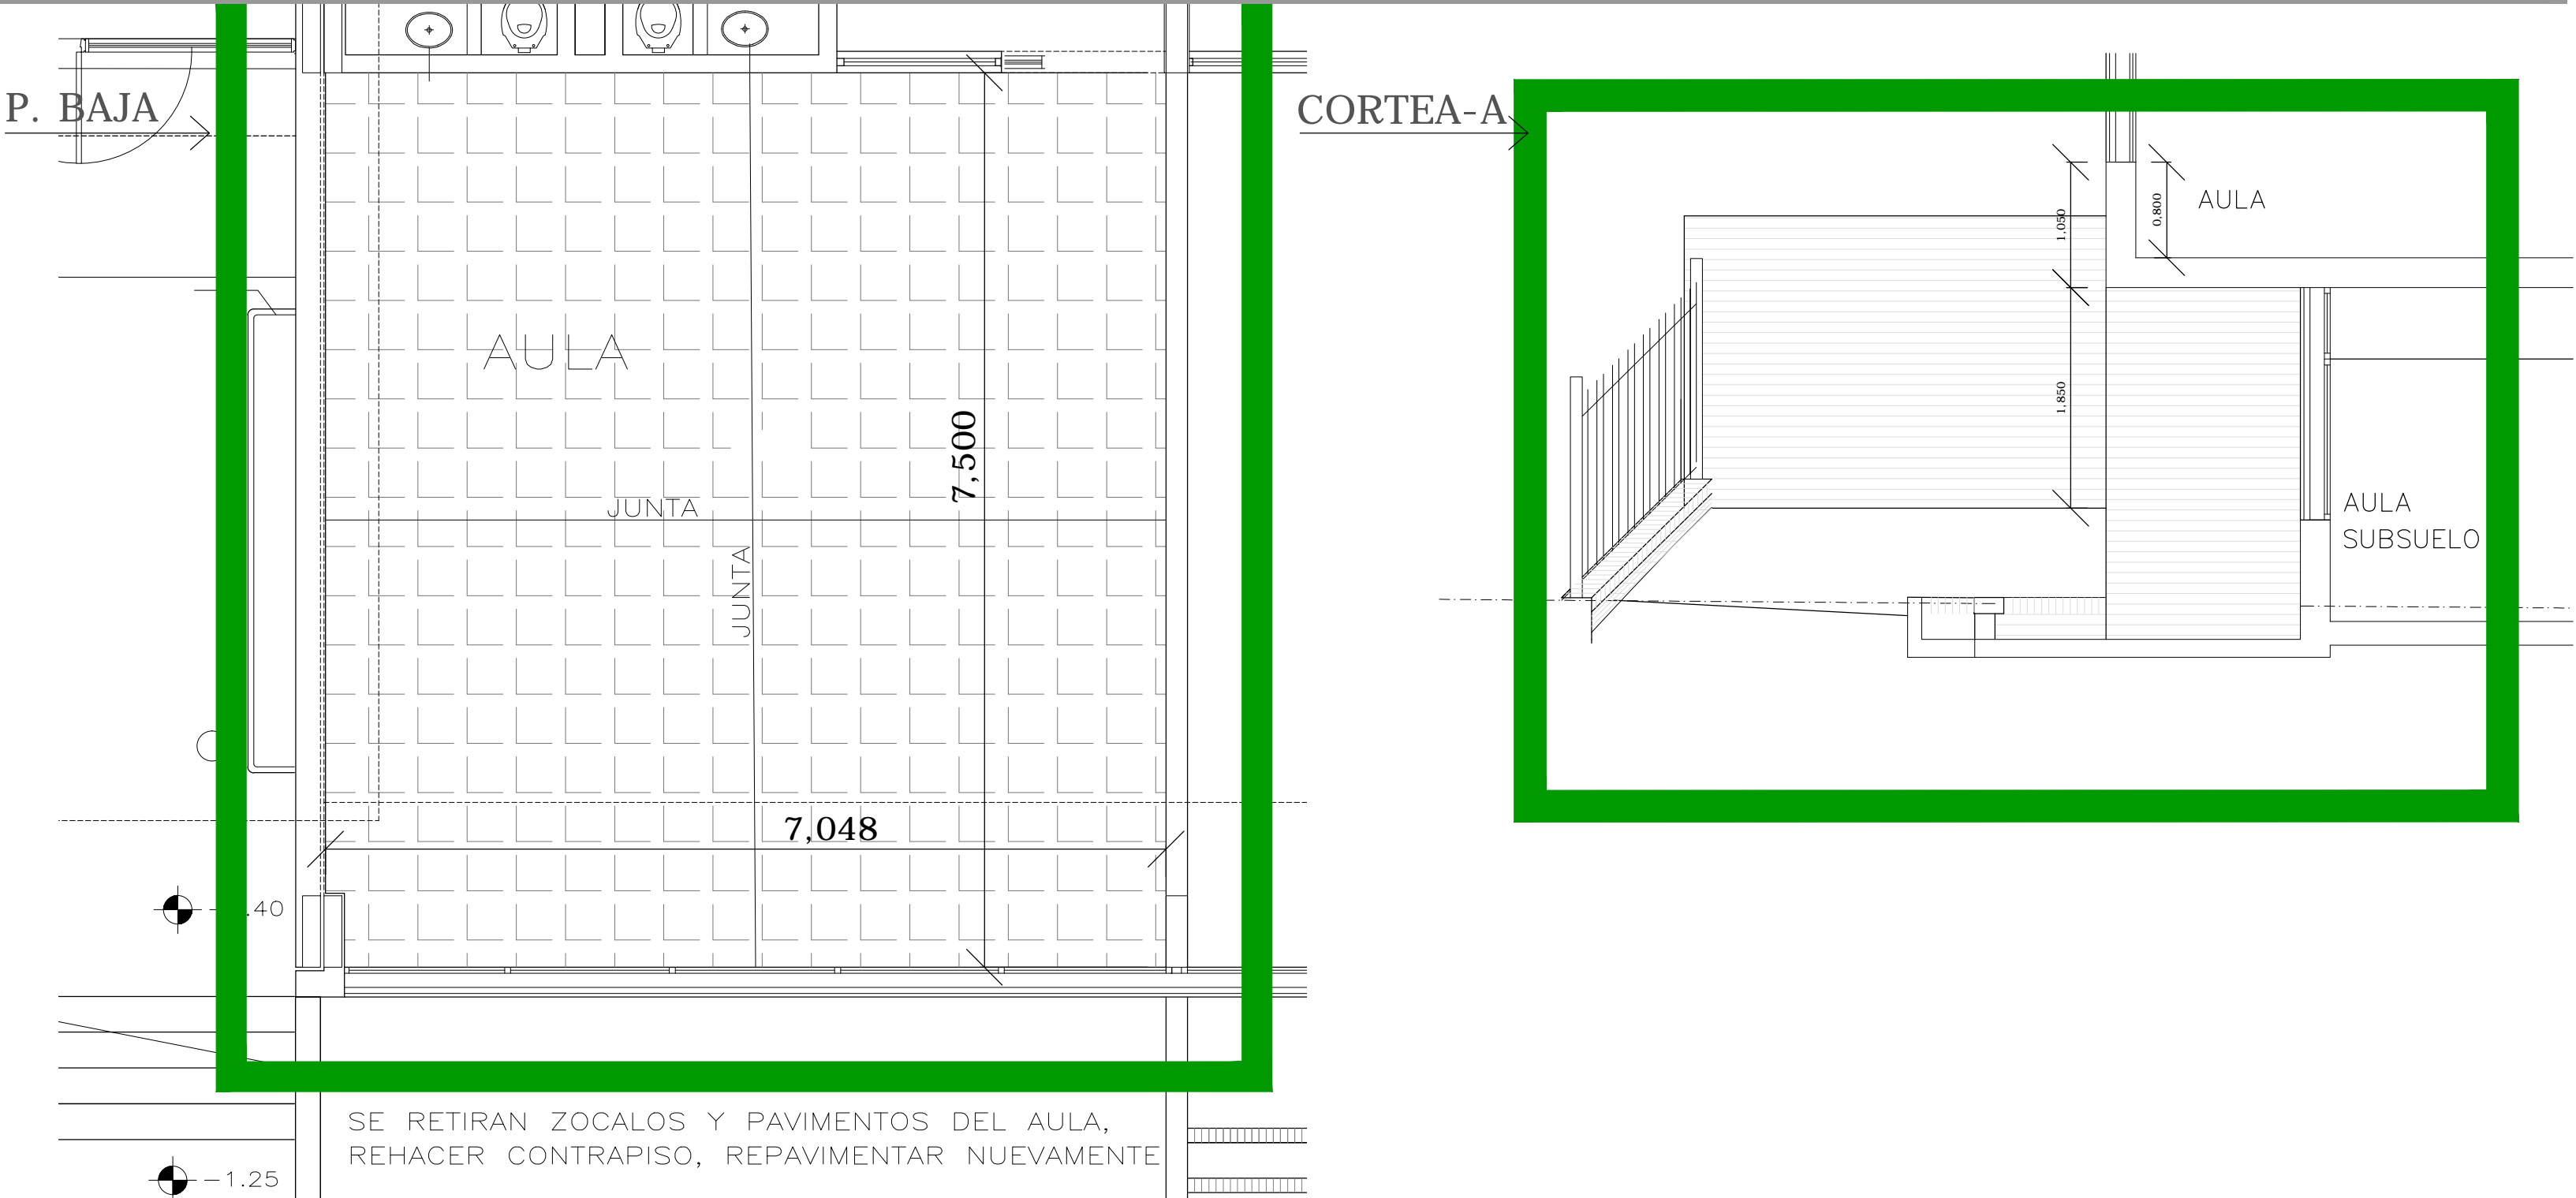 P. BAJA
AULA
7,500
JUNTA
JUNTA
7,048
.40
SE RETIRAN ZOCALOS Y PAVIMENTOS DEL AULA,
REHACER CONTRAPISO, REPAVIMENTAR NUEVAMENTE
-1.25
CORTEA-A
1,050
0,800
AULA
1,850
AULA
SUBSUELO